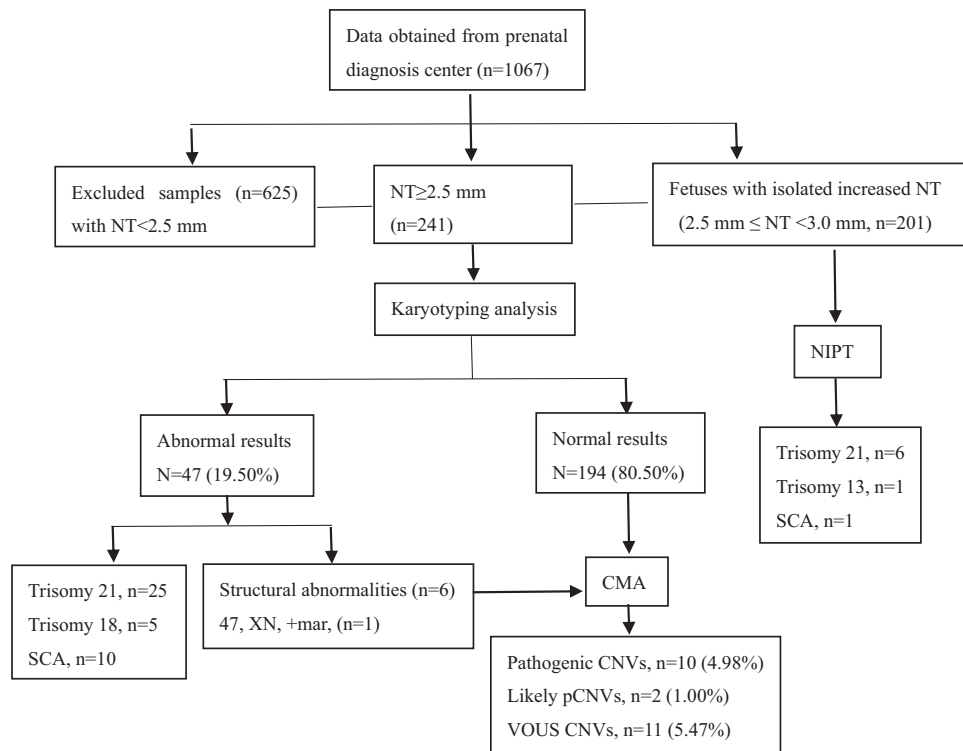 Data obtained from prenatal
diagnosis center (n=1067)
Excluded samples (n=625)
with NT<2.5 mm
NT≥2.5 mm
(n=241)
Fetuses with isolated increased NT
(2.5 mm ≤ NT <3.0 mm, n=201)
Karyotyping analysis
NIPT
Abnormal results
N=47 (19.50%)
Normal results
N=194 (80.50%)
Trisomy 21, n=6
Trisomy 13, n=1
SCA, n=1
Trisomy 21, n=25
Trisomy 18, n=5
SCA, n=10
Structural abnormalities (n=6)
47, XN, +mar, (n=1)
CMA
Pathogenic CNVs, n=10 (4.98%)
Likely pCNVs, n=2 (1.00%)
VOUS CNVs, n=11 (5.47%)